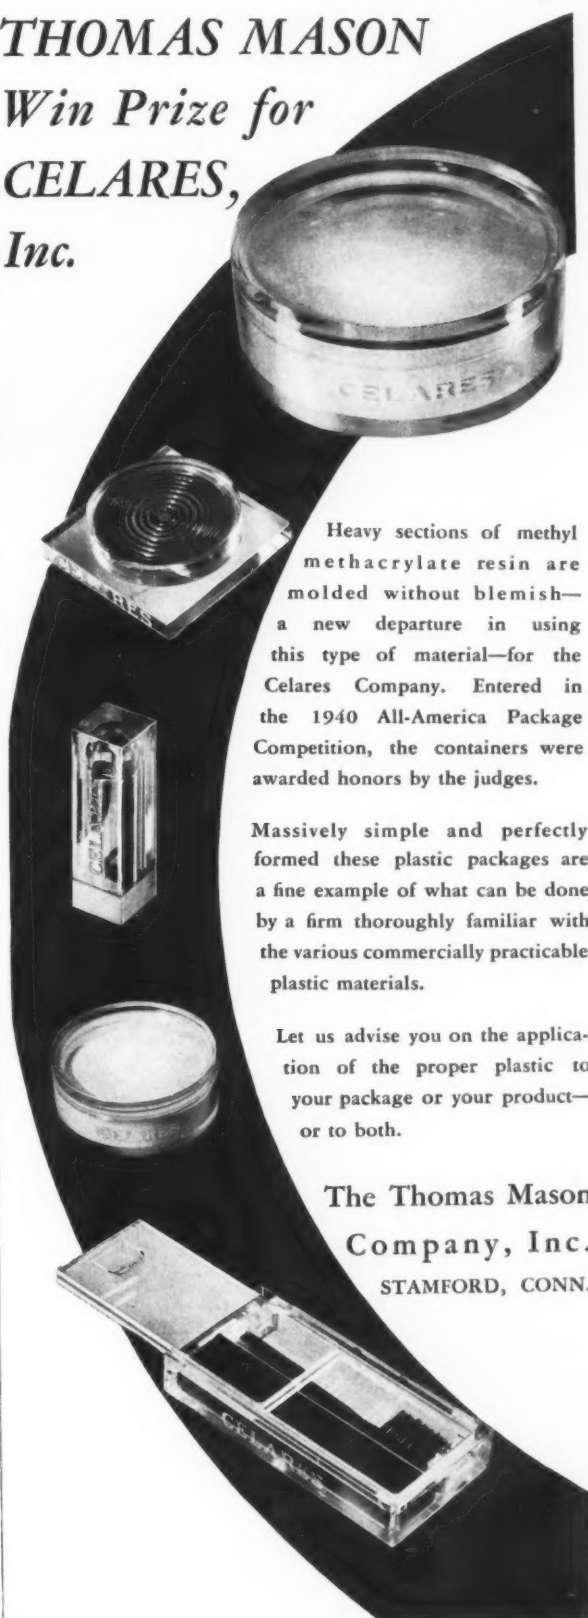 THOMAS MASON
Win Prize for
CELARES,
Inc.
CELARES
CELARES
CELARES
CELARES
CELARES
Heavy sections of methyl
methacrylate resin are
molded without blemish—
a new departure in using
this type of material—for the
Celares Company. Entered in
the 1940 All-America Package
Competition, the containers were
awarded honors by the judges.
Massively simple and perfectly
formed these plastic packages are
a fine example of what can be done
by a firm thoroughly familiar with
the various commercially practicable
plastic materials.
Let us advise you on the applica-
tion of the proper plastic to
your package or your product—
or to both.
The Thomas Mason
Company, Inc.
STAMFORD, CONN.